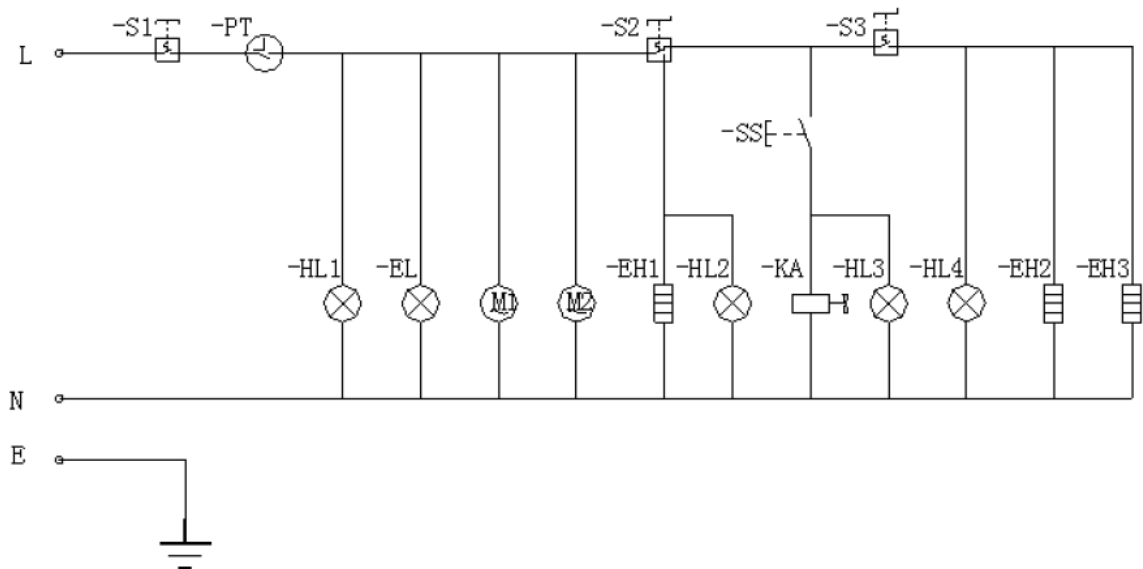 -S1 -PT -S2 -S3
L
-SS
-HL1 -EL -EH1 -HL2 -KA -HL3 -HL4 -EH2 -EH3
M1 M2
N
E